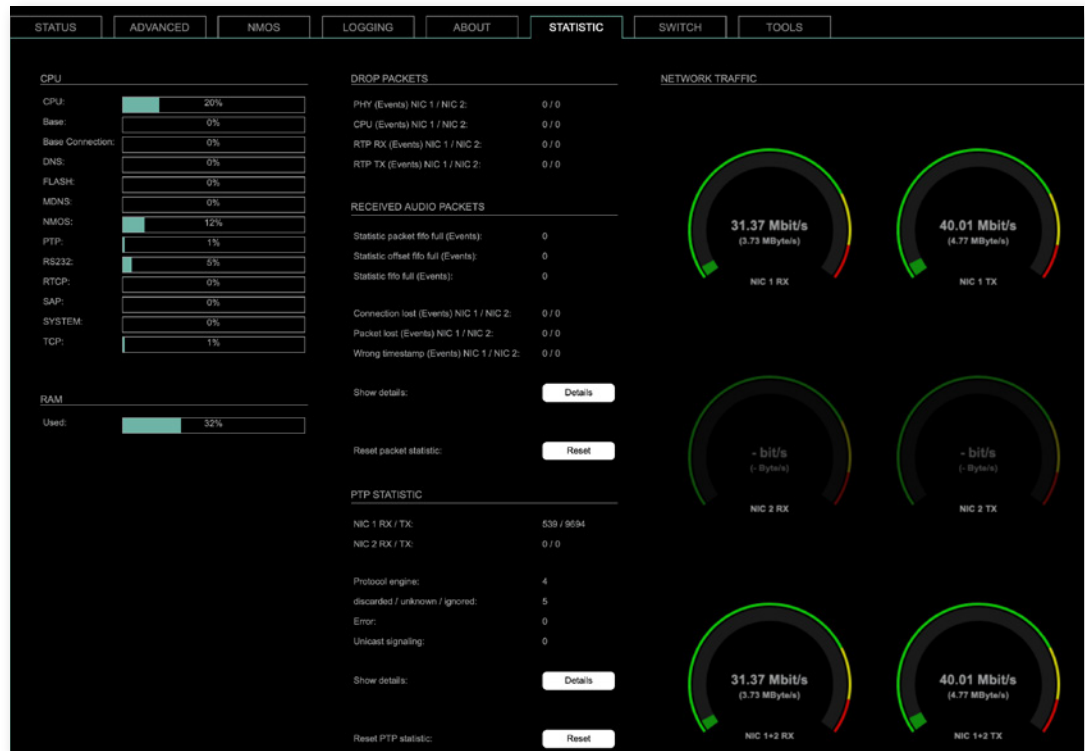 STATUS ADVANCED NMOS LOGGING ABOUT STATISTIC SWITCH TOOLS
CPU
CPU: 20%
Base: 0%
Base Connection: 0%
DNS: 0%
FLASH: 0%
MDNS: 0%
NMOS: 12%
PTP: 1%
RS232: 5%
RTCP: 0%
SAP: 0%
SYSTEM: 0%
TCP: 1%
RAM
Used: 32%
DROP PACKETS
PHY (Events) NIC 1 / NIC 2: 0 / 0
CPU (Events) NIC 1 / NIC 2: 0 / 0
RTP RX (Events) NIC 1 / NIC 2: 0 / 0
RTP TX (Events) NIC 1 / NIC 2: 0 / 0
RECEIVED AUDIO PACKETS
Statistic packet fifo full (Events): 0
Statistic offset fifo full (Events): 0
Statistic fifo full (Events): 0
Connection lost (Events) NIC 1 / NIC 2: 0 / 0
Packet lost (Events) NIC 1 / NIC 2: 0 / 0
Wrong timestamp (Events) NIC 1 / NIC 2: 0 / 0
Show details: Details
Reset packet statistic: Reset
PTP STATISTIC
NIC 1 RX / TX: 539 / 9694
NIC 2 RX / TX: 0 / 0
Protocol engine: 4
discarded / unknown / ignored: 5
Error: 0
Unicast signaling: 0
Show details: Details
Reset PTP statistic: Reset
NETWORK TRAFFIC
31.37 Mbit/s 40.01 Mbit/s
(3.73 MByte/s) (4.77 MByte/s)
NIC 1 RX NIC 1 TX
- bit/s - bit/s
(- Byte/s) (- Byte/s)
NIC 2 RX NIC 2 TX
31.37 Mbit/s 40.01 Mbit/s
(3.73 MByte/s) (4.77 MByte/s)
NIC 1+2 RX NIC 1+2 TX